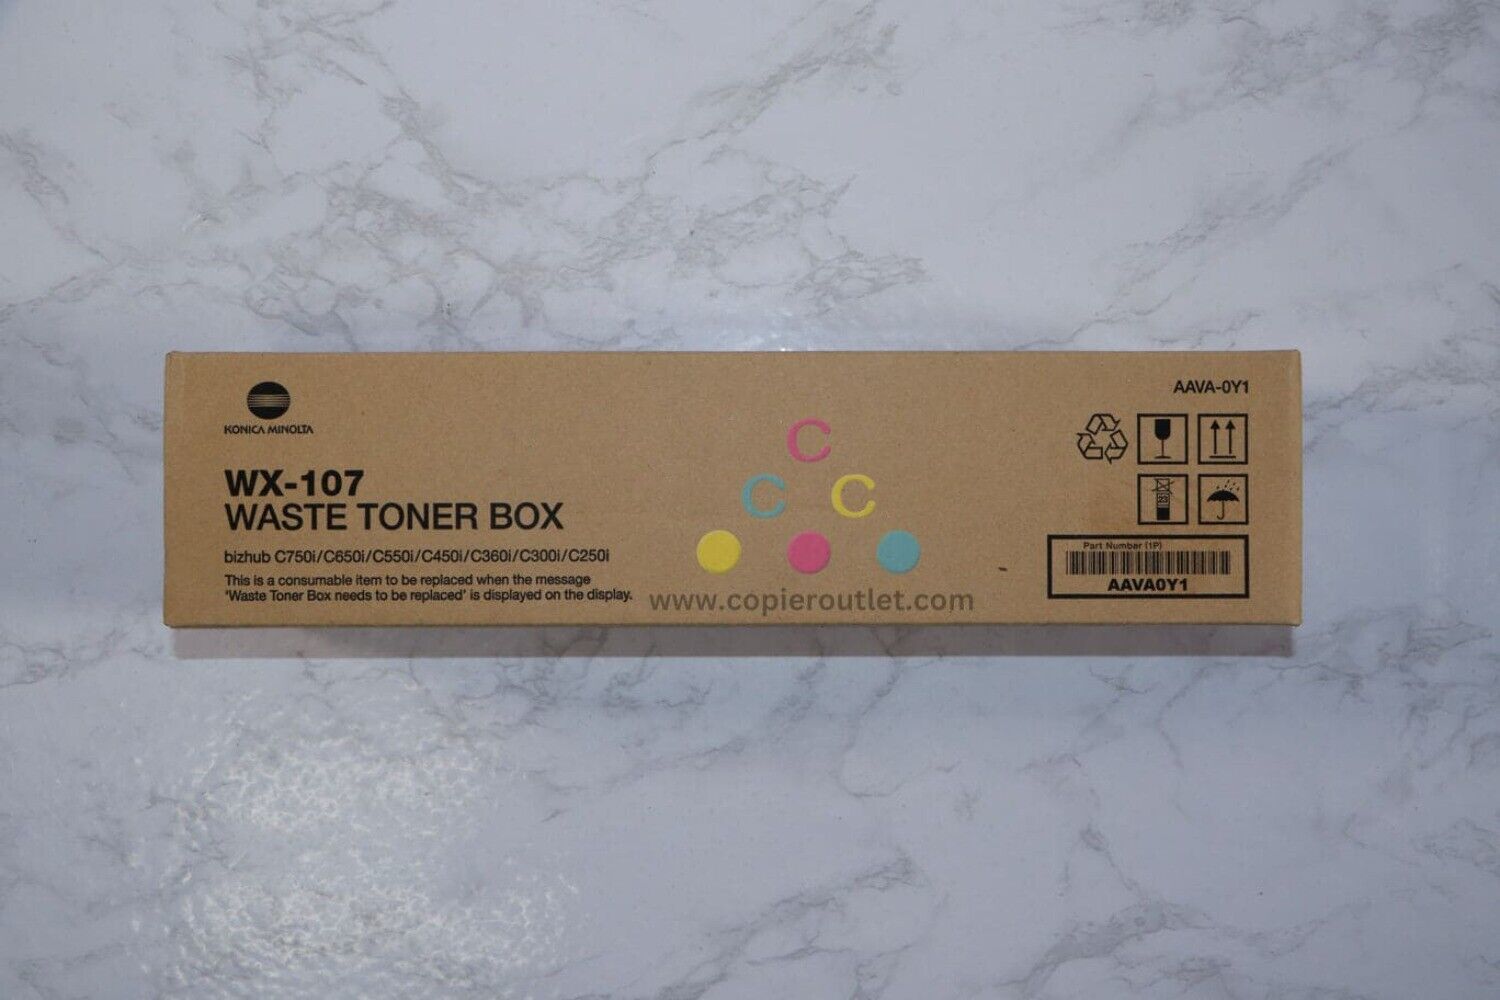 KONICA MINOLTA
WX-107
WASTE TONER BOX
bizhub C750i/C650i/C550i/C450i/C360i/C300i/C250i
This is a consumable item to be replaced when the message
'Waste Toner Box needs to be replaced' is displayed on the display.
C
C C
www.copieroutlet.com
AAVA-0Y1
23
Part Number (1P)
AAVA0Y1